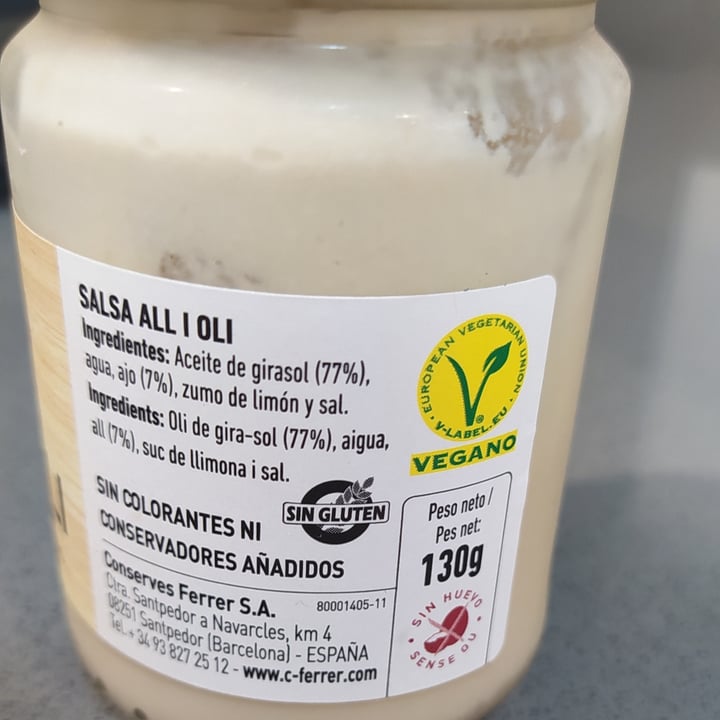 SALSA ALL I OLI
Ingredientes: Aceite de girasol (77%),
agua, ajo (7%), zumo de limón y sal.
Ingredients: Oli de gira-sol (77%), aigua,
all (7%), suc de llimona i sal.
SIN COLORANTES NI
CONSERVADORES AÑADIDOS
SIN GLUTEN
Conserves Ferrer S.A.
80001405-11
Ctra. Santpedor a Navarcles, km 4
08251 Santpedor (Barcelona) - ESPAÑA
Tel. + 34 93 827 25 12 - www.c-ferrer.com
EUROPEAN VEGETARIAN UNION
V-LABEL.EU
VEGANO
Peso neto /
Pes net:
130g
SIN HUEVO
SENSE OU